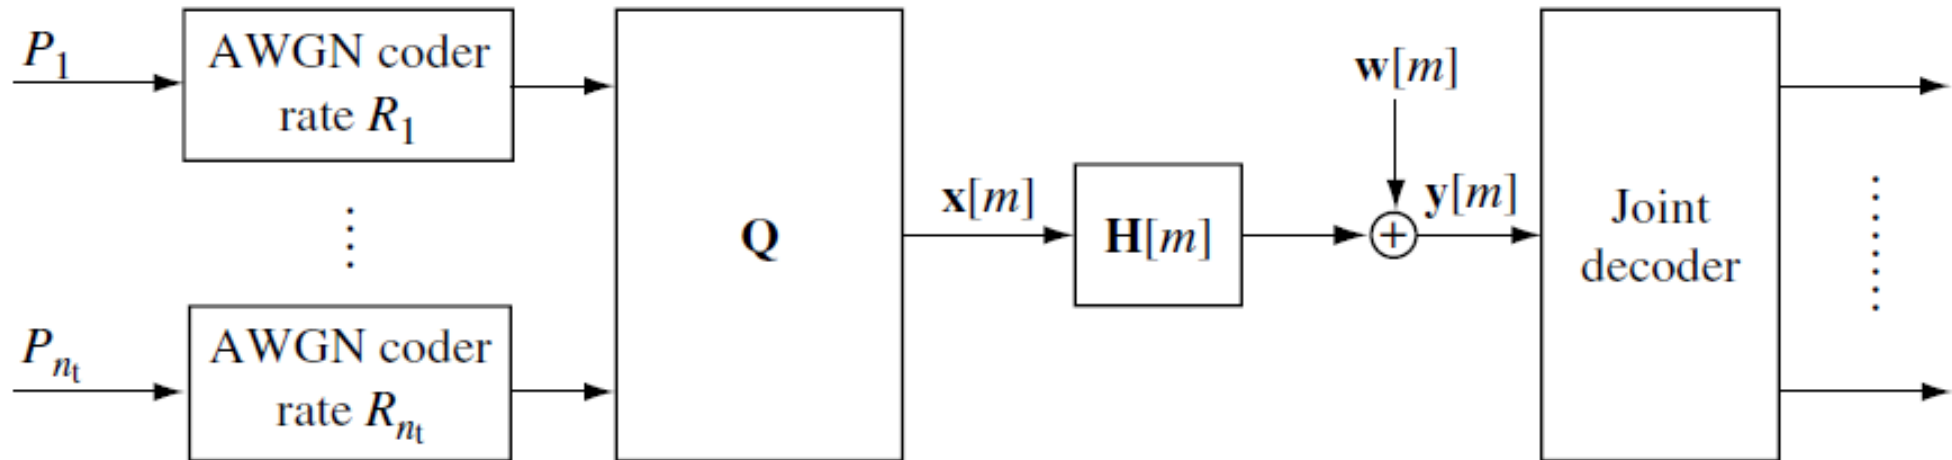 P₁
AWGN coder
rate R₁
Q
x[m]
H[m]
w[m]
+
y[m]
Joint
decoder
Pₙₜ
AWGN coder
rate Rₙₜ